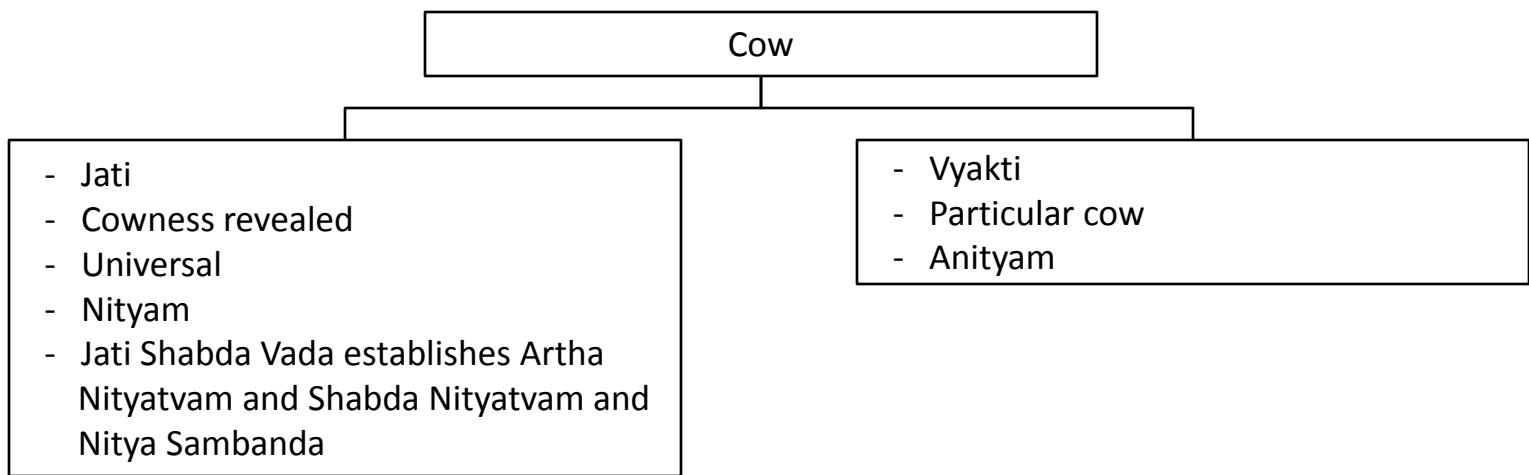 Cow
- Jati
- Cowness revealed
- Universal
- Nityam
- Jati Shabda Vada establishes Artha
Nityatvam and Shabda Nityatvam and
Nitya Sambanda
- Vyakti
- Particular cow
- Anityam